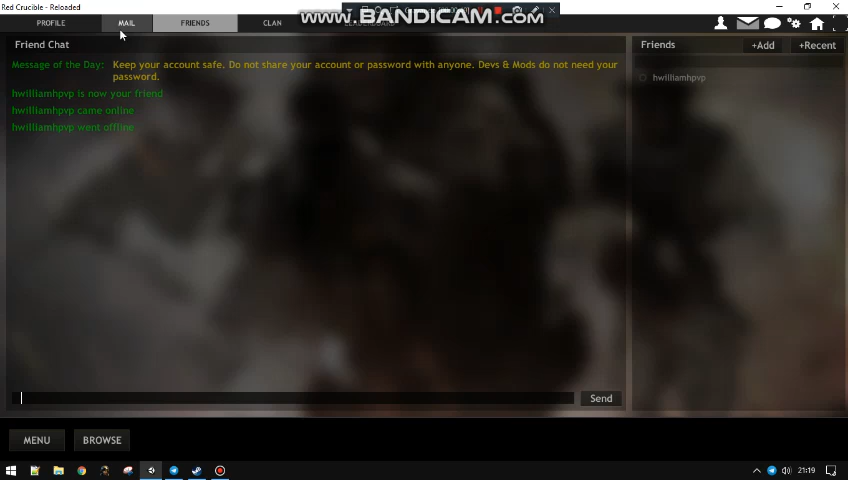 Red Crucible - Reloaded
www.BANDICAM.com
PROFILE MAIL FRIENDS CLAN
Friend Chat
Message of the Day: Keep your account safe. Do not share your account or password with anyone. Devs & Mods do not need your
password.
hwilliamhpvp is now your friend
hwilliamhpvp came online
hwilliamhpvp went offline
Send
Friends +Add +Recent
hwilliamhpvp
MENU BROWSE
21:19